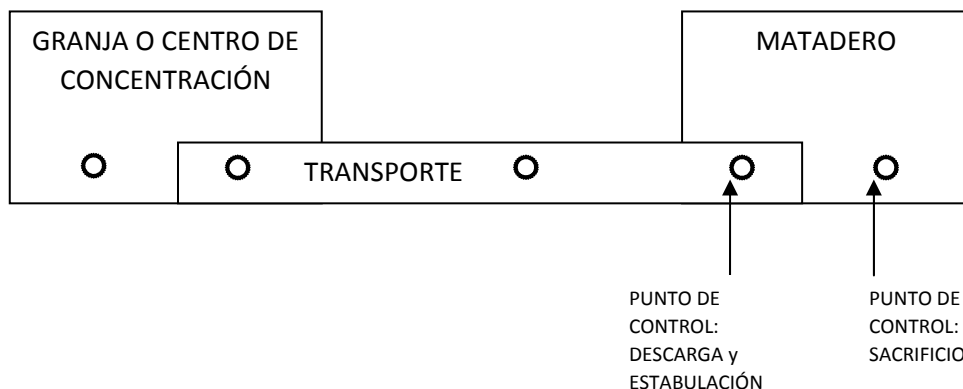 GRANJA O CENTRO DE
CONCENTRACIÓN
MATADERO
TRANSPORTE
PUNTO DE
CONTROL:
DESCARGA y
ESTABULACIÓN
PUNTO DE
CONTROL:
SACRIFICIO